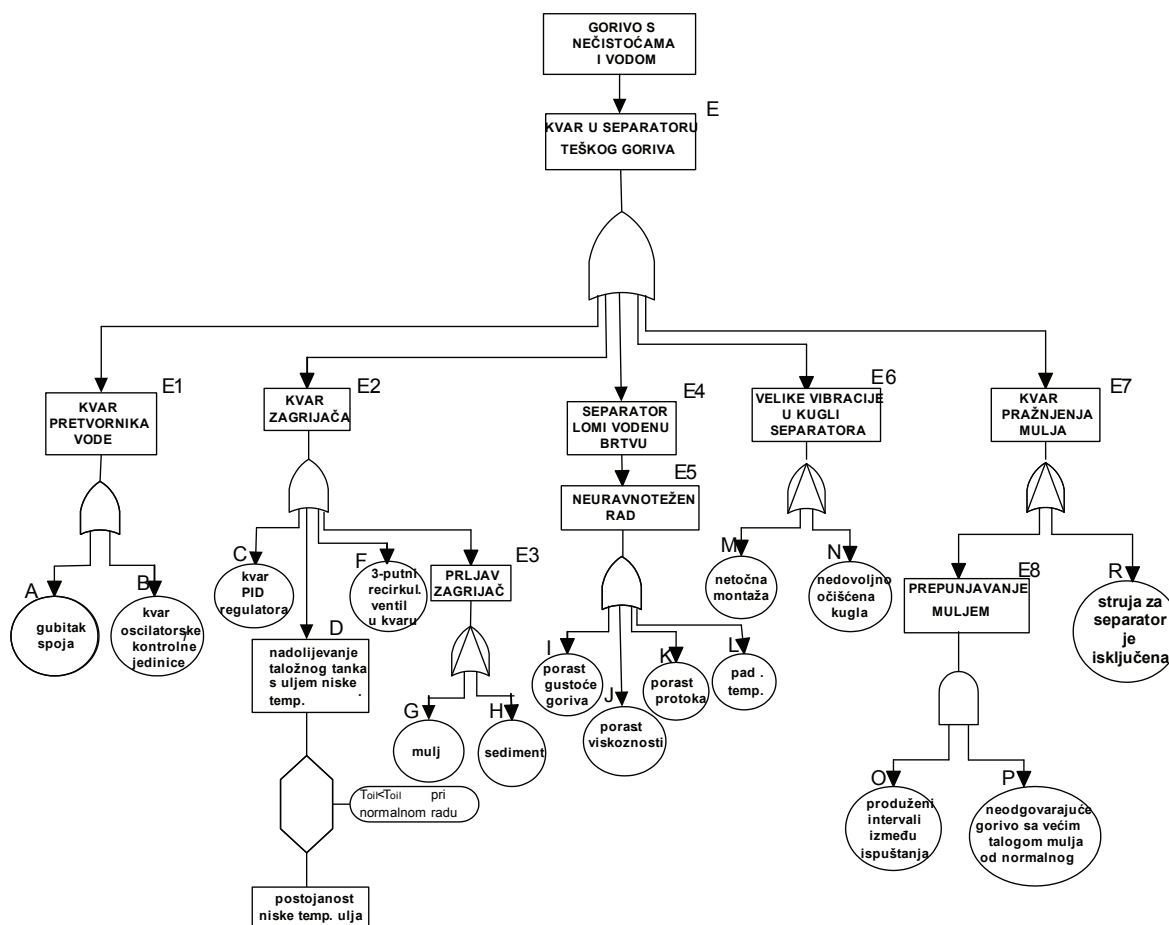 GORIVO S
NEČISTOĆAMA
I VODOM
E
KVAR U SEPARATORU
TEŠKOG GORIVA
E1
KVAR
PRETVORNIKA
VODE
E2
KVAR
ZAGRIJAČA
E4
SEPARATOR
LOMI VODENU
BRTVU
E6
VELIKE VIBRACIJE
U KUGLI
SEPARATORA
E7
KVAR
PRAŽNJENJA
MULJA
E5
NEURAVNOTEŽEN
RAD
A
gubitak
spoja
B
kvar
oscilatorske/
kontrolne
jedinice
C
kvar
PID
regulatora
F
3-putni
recirkul.
ventil
u kvaru
E3
PRLJAV
ZAGRIJAČ
D
nadolijevanje
taložnog tanka
s uljem niske
temp.
G
mulj
H
sediment
I
porast
gustoće
goriva
J
porast
viskoznosti
K
porast
protoka
L
pad .
temp.
M
netočna
montaža
N
nedovoljno
očišćena
kugla
E8
PREPUNJAVANJE
MULJEM
R
struja za
separator
je
isključena
O
produženi
intervali
između
ispuštanja
P
neodgovarajuće
gorivo sa većim
talogom mulja
od normalnog
Toil<Toil pri
normalnom radu
postojanost
niske temp. ulja